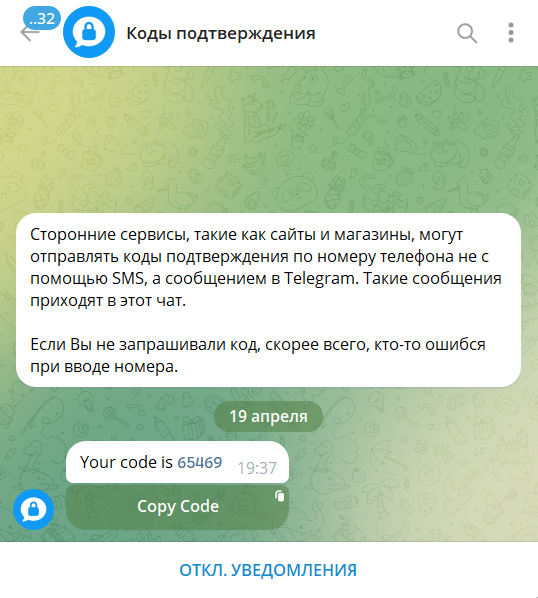 ..32
Коды подтверждения
Сторонние сервисы, такие как сайты и магазины, могут
отправлять коды подтверждения по номеру телефона не с
помощью SMS, а сообщением в Telegram. Такие сообщения
приходят в этот чат.
Если Вы не запрашивали код, скорее всего, кто-то ошибся
при вводе номера.
19 апреля
Your code is 65469 19:37
Copy Code
ОТКЛ. УВЕДОМЛЕНИЯ